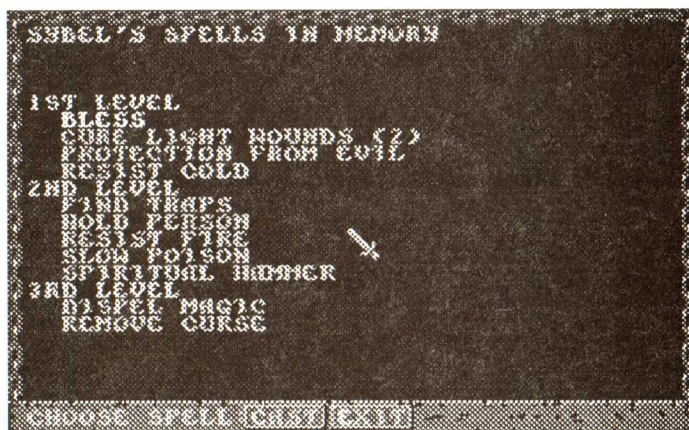 SYBEL'S SPELLS IN MEMORY
1ST LEVEL
BLESS
CURE LIGHT WOUNDS (2)
PROTECTION FROM EVIL
RESIST COLD
2ND LEVEL
FIND TRAPS
HOLD PERSON
RESIST FIRE
SLOW POISON
SPIRITUAL HAMMER
3RD LEVEL
DISPEL MAGIC
REMOVE CURSE
CHOOSE SPELL: CAST EXIT